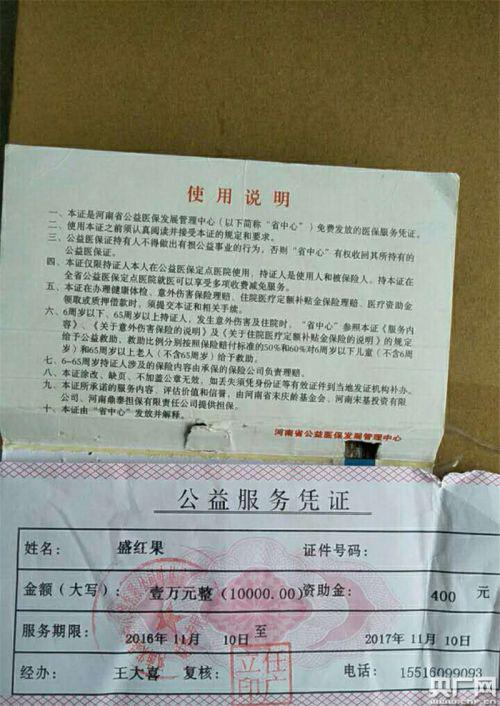 使用说明
一、本证是河南省公益医保发展管理中心（以下简称“省中心”）免费发放的医保服务凭证。
二、使用本证之前须认真阅读并接受本证的规定和要求。
三、公益医保证持有人不得做出有损公益事业的行为，否则“省中心”有权收回其所持有的
公益医保证。
四、本证仅限持证人本人在公益医保定点医院使用，持证人是使用人和被保险人。持本证在
全省公益医保定点医院就医可以享受多项收费减免服务。
五、本证在办理健康体检、意外伤害保险理赔、住院医疗定额补贴金保险理赔、医疗资助金
领取或质押借款时，须提交本证和相关手续。
六、6周岁以下、65周岁以上持证人，发生意外伤害及住院时，“省中心”参照本证《服务内
容》、《关于意外伤害保险的说明》及《关于住院医疗定额补贴金保险的说明》的规定
给予公益救助，救助比例分别按照保险赔付标准的50%和60%对6周岁以下儿童（不含6周
岁）和65周岁以上老人（不含65周岁）给予救助。
七、6-65周岁持证人涉及的服务内容由承保的保险公司负责理赔。
八、本证涂改、缺页、不加盖公章无效，如丢失须凭身份证等有效证件到当地发证机构补办。
九、本证所承诺的服务内容、评估价值和信誉，由河南省宋庆龄基金会、河南宋基投资有限
公司、河南鼎泰担保有限责任公司提供担保。
十、本证由“省中心”发放并解释。
河南省公益医保发展管理中心
公益服务凭证
姓名： 盛红果 证件号码：
金额（大写）： 壹万元整（10000.00） 资助金： 400 元
服务期限： 2016年 11月 10日 至 2017年 11月 10日
经办： 王大喜 复核： 电话： 15516099093
任广
立印
央广网
www.cnr.cn